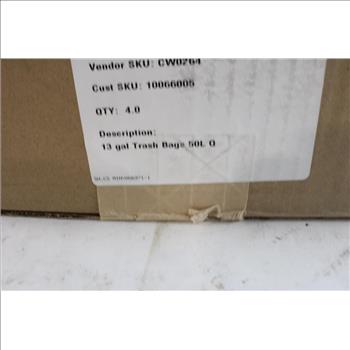 Vendor SKU: CW0264
Cust SKU: 10066005
QTY: 4.0
Description:
13 gal Trash Bags 50L Q